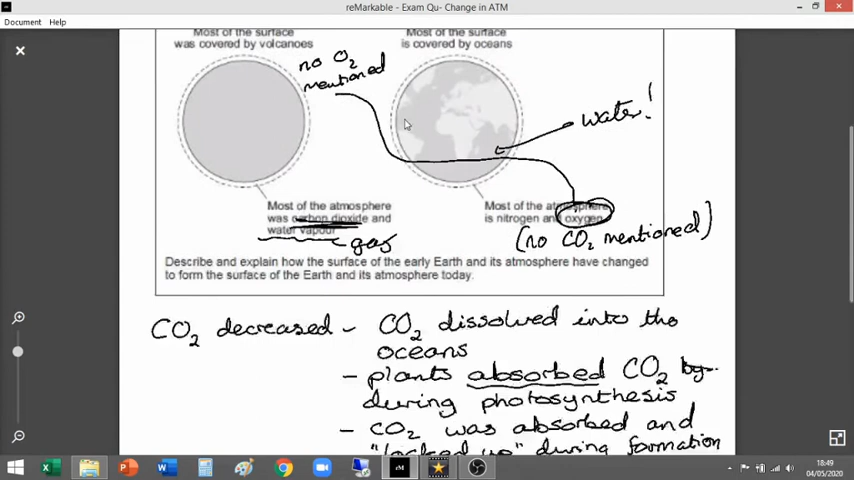 reMarkable - Exam Qu- Change in ATM
Document Help
Most of the surface
was covered by volcanoes
Most of the surface
is covered by oceans
no O2
mentioned
water!
Most of the atmosphere
was carbon dioxide and
water vapour
gas
Most of the atmosphere
is nitrogen and oxygen
(no CO2 mentioned)
Describe and explain how the surface of the early Earth and its atmosphere have changed
to form the surface of the Earth and its atmosphere today.
CO2 decreased - CO2 dissolved into the
oceans
- plants absorbed CO2 by
during photosynthesis
- CO2 was absorbed and
"locked up" during formation
18:49
04/05/2020